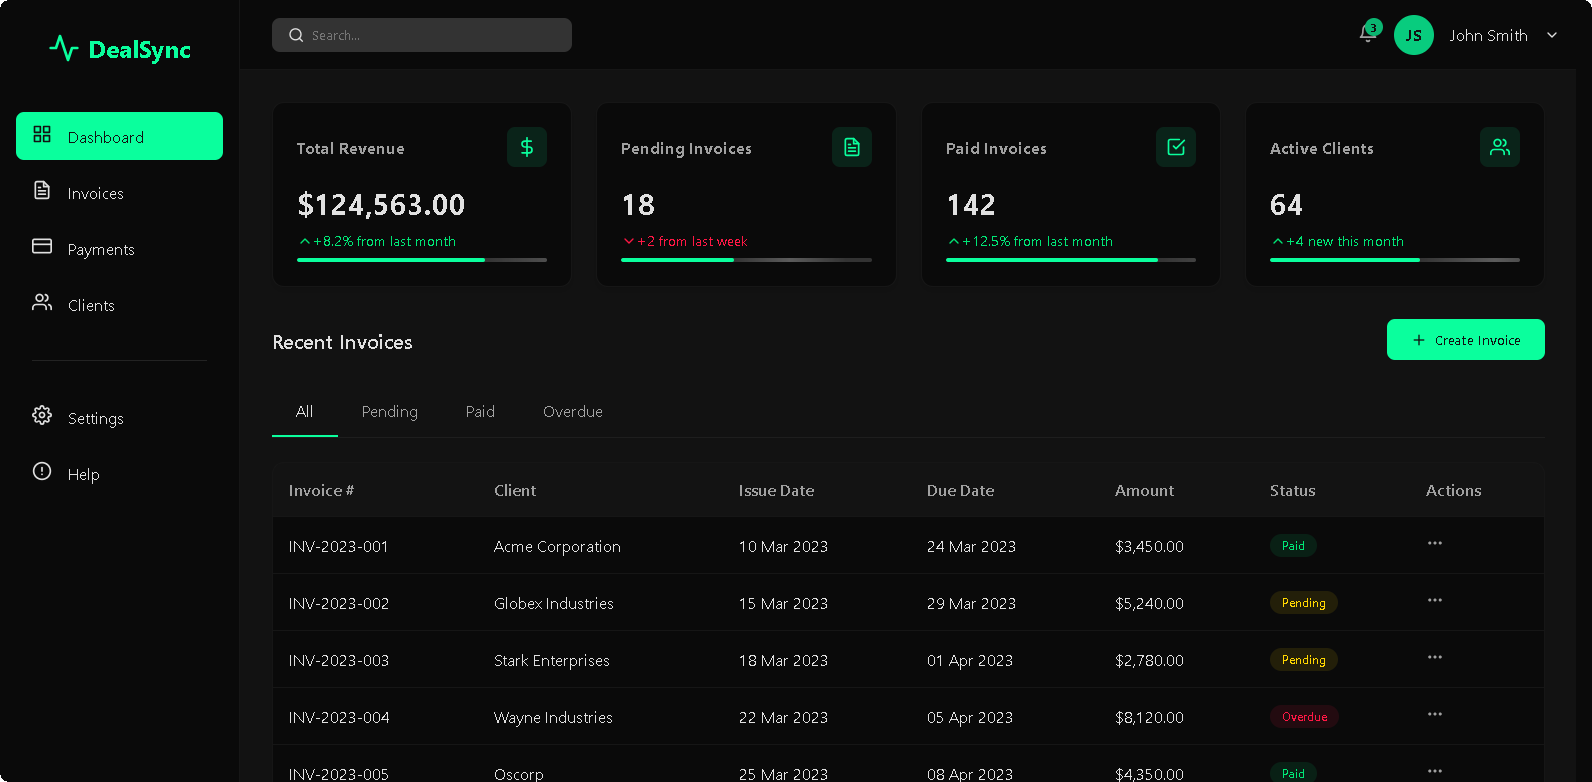 DealSync
Search...
3
JS
John Smith
Dashboard
Invoices
Payments
Clients
Settings
Help
Total Revenue
$124,563.00
+8.2% from last month
Pending Invoices
18
+2 from last week
Paid Invoices
142
+12.5% from last month
Active Clients
64
+4 new this month
Recent Invoices
+ Create Invoice
All Pending Paid Overdue
Invoice # Client Issue Date Due Date Amount Status Actions
INV-2023-001 Acme Corporation 10 Mar 2023 24 Mar 2023 $3,450.00 Paid ...
INV-2023-002 Globex Industries 15 Mar 2023 29 Mar 2023 $5,240.00 Pending ...
INV-2023-003 Stark Enterprises 18 Mar 2023 01 Apr 2023 $2,780.00 Pending ...
INV-2023-004 Wayne Industries 22 Mar 2023 05 Apr 2023 $8,120.00 Overdue ...
INV-2023-005 Oscorp 25 Mar 2023 08 Apr 2023 $4,350.00 Paid ...